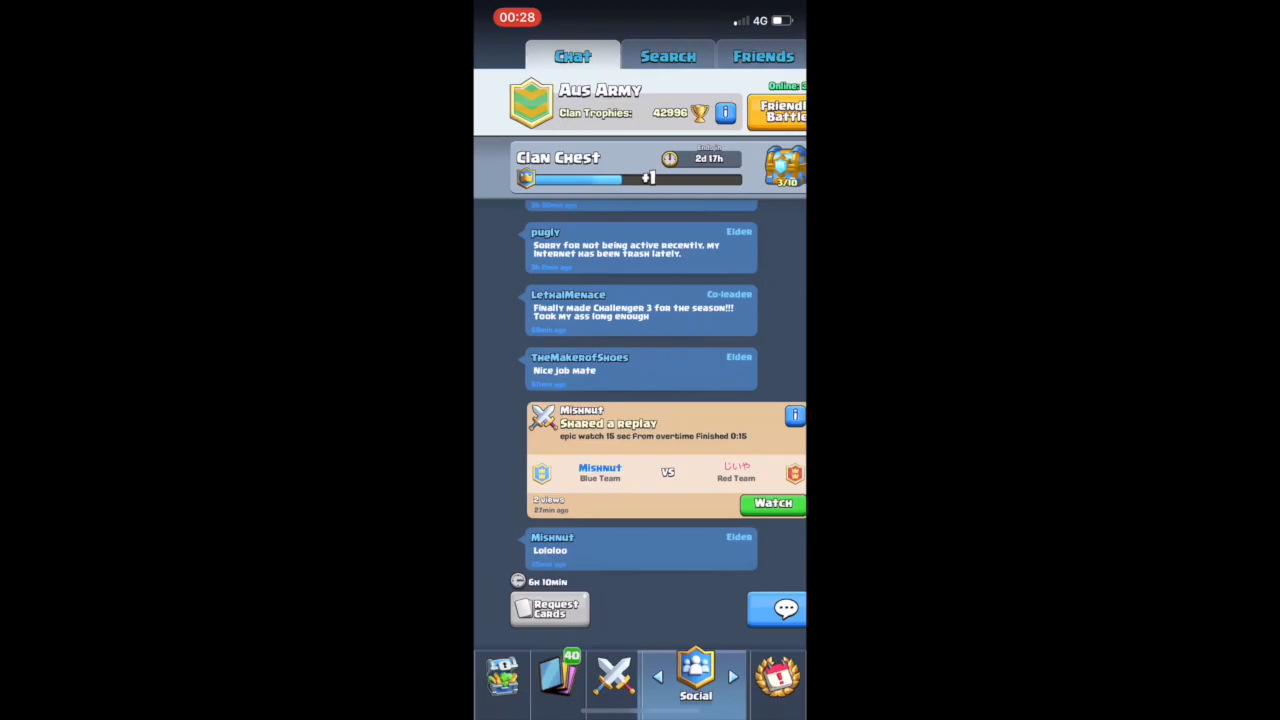 00:28
4G
Chat
Search
Friends
Aus Army
Online:
Clan Trophies: 42996
Friendl
Battle
Clan Chest
Ends in
2d 17h
+1
3/10
pugly Elder
Sorry for not being active recently, my
internet has been trash lately.
LethalMenace Co-leader
Finally made Challenger 3 for the season!!!
Took my ass long enough
TheMakerofShoes Elder
Nice job mate
Mishnut
Shared a replay
epic watch 15 sec From overtime Finished 0:15
Mishnut VS じいや
Blue Team Red Team
2 views
27min ago
Watch
Mishnut Elder
Lololoo
6h 10min
Request
Cards
40
Social